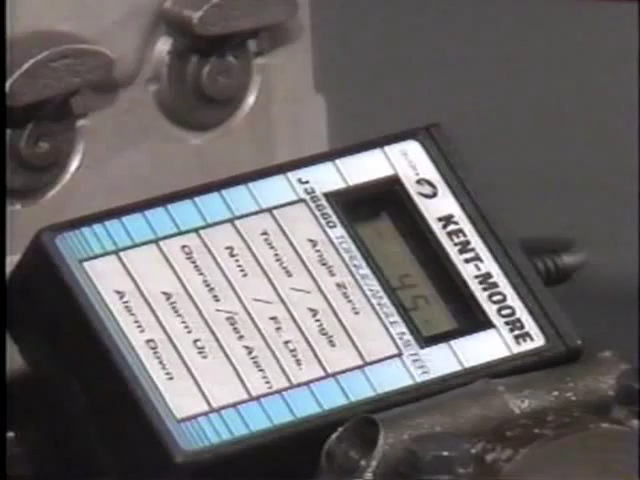 KENT-MOORE
45.
J 36660 TORQUE/ANGLE METER
Angle Zero
Torque / Angle
N·m / Ft. Lbs.
Operate / Set Alarm
Alarm Up
Alarm Down